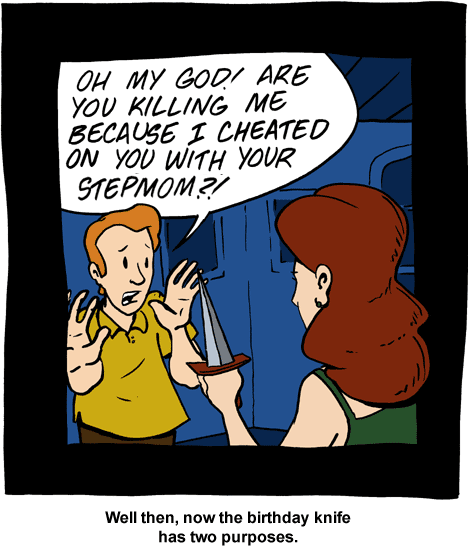 OH MY GOD! ARE
YOU KILLING ME
BECAUSE I CHEATED
ON YOU WITH YOUR
STEPMOM?!
Well then, now the birthday knife
has two purposes.